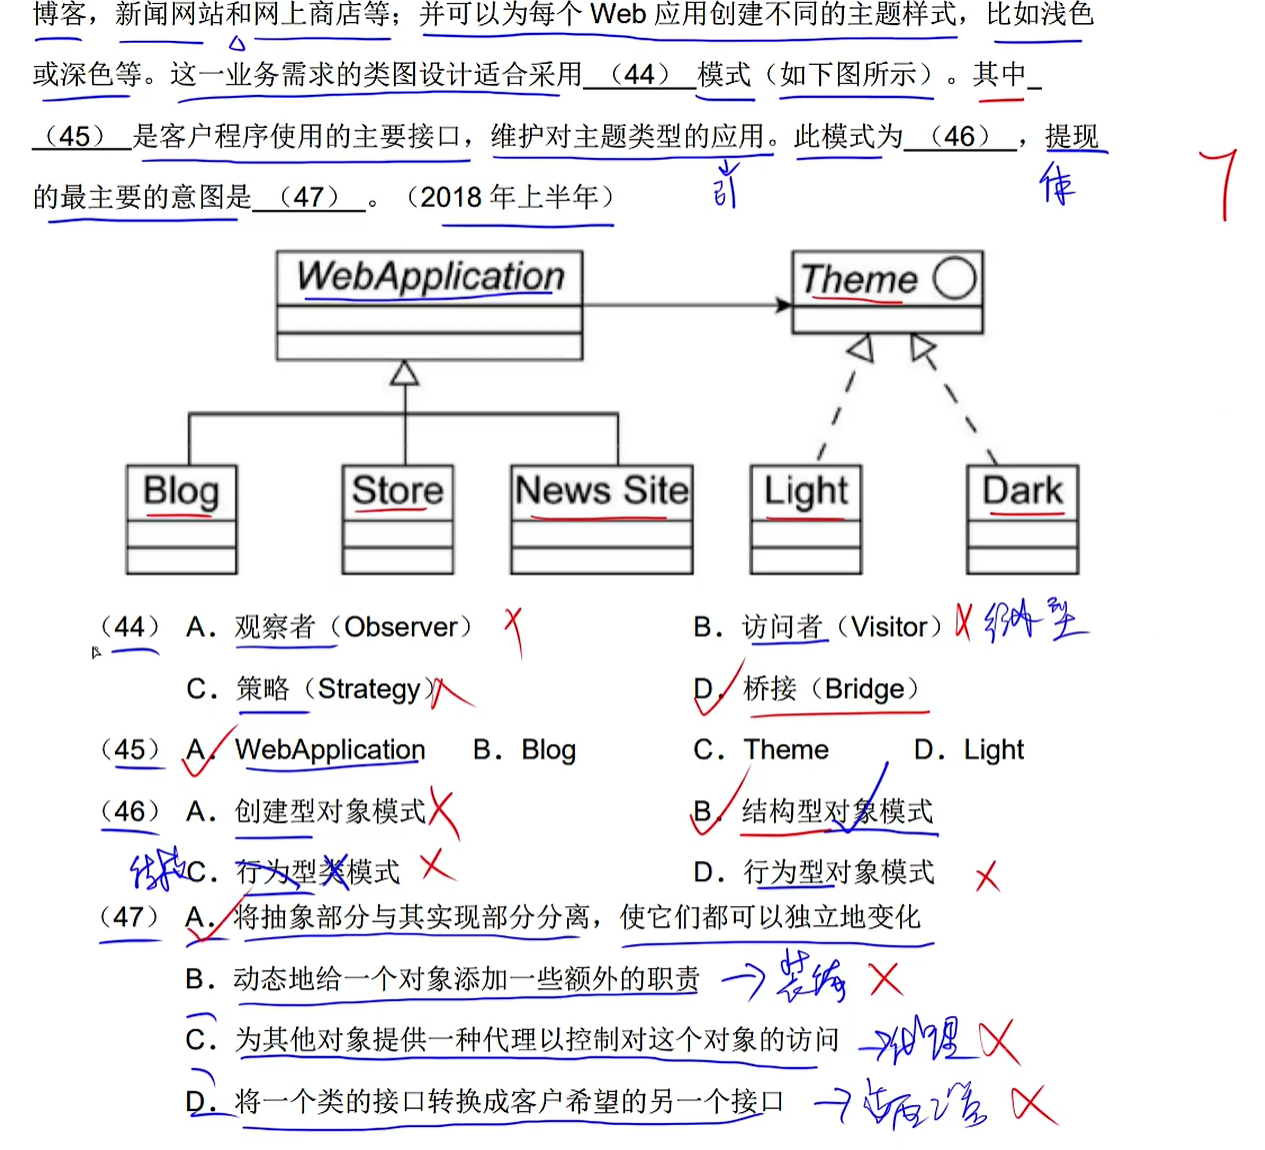 博客，新闻网站和网上商店等；并可以为每个 Web 应用创建不同的主题样式，比如浅色
或深色等。这一业务需求的类图设计适合采用（44）模式（如下图所示）。其中
（45）是客户程序使用的主要接口，维护对主题类型的应用。此模式为（46），提现
引 体
的最主要的意图是（47）。（2018 年上半年）
WebApplication Theme
Blog Store News Site Light Dark
（44） A．观察者（Observer） B．访问者（Visitor）
C．策略（Strategy） D．桥接（Bridge）
（45） A．WebApplication B．Blog C．Theme D．Light
（46） A．创建型对象模式 B．结构型对象模式
C．行为型类模式 D．行为型对象模式
（47） A．将抽象部分与其实现部分分离，使它们都可以独立地变化
B．动态地给一个对象添加一些额外的职责 → 装饰
C．为其他对象提供一种代理以控制对这个对象的访问 → 代理
D．将一个类的接口转换成客户希望的另一个接口 → 适配器